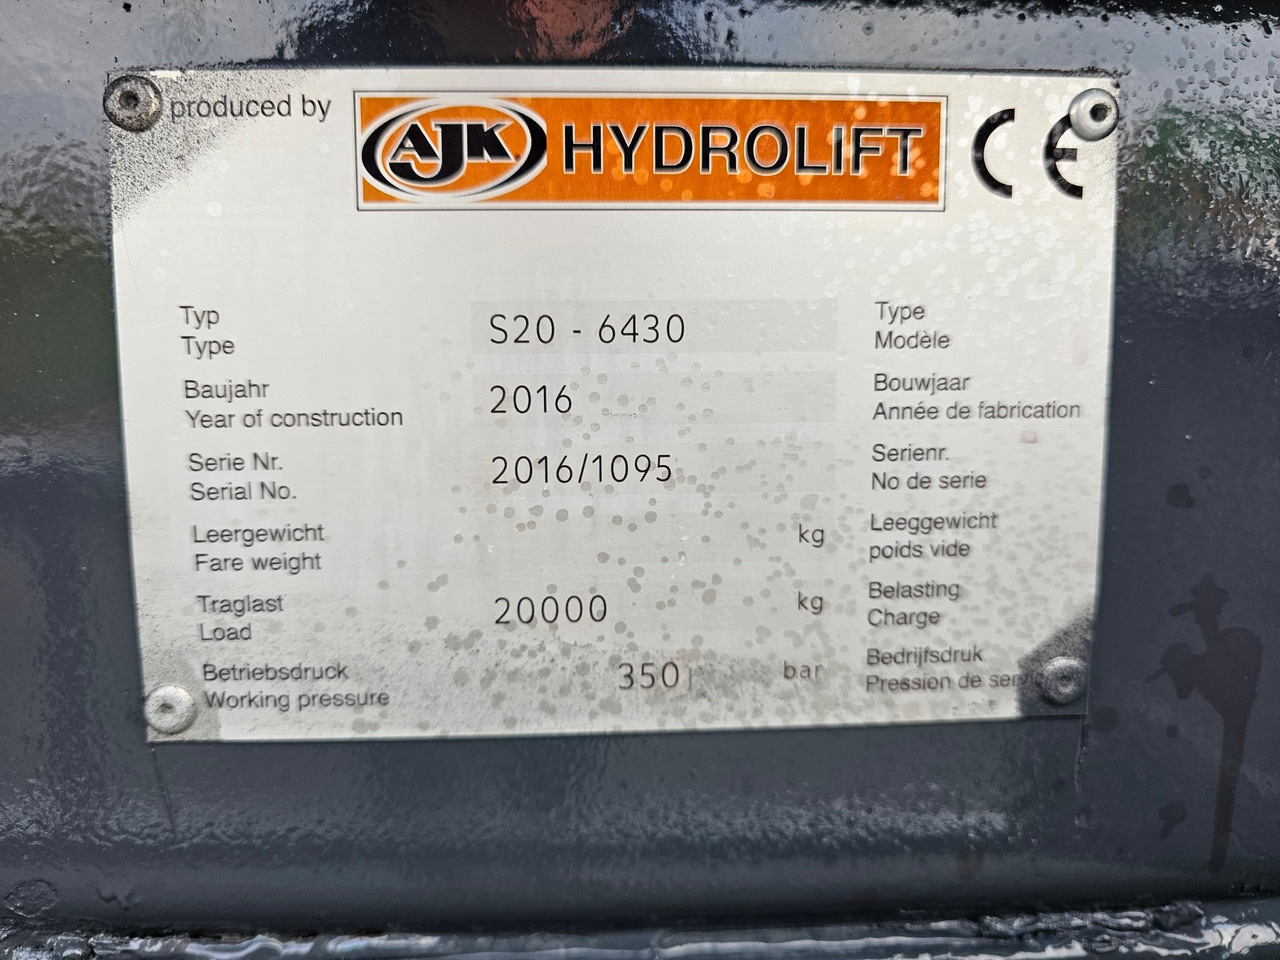 produced by AJK HYDROLIFT CE
Typ
Type
S20 - 6430
Type
Modèle
Baujahr
Year of construction
2016
Bouwjaar
Année de fabrication
Serie Nr.
Serial No.
2016/1095
Serienr.
No de serie
Leergewicht
Fare weight
kg
Leeggewicht
poids vide
Traglast
Load
20000 kg
Belasting
Charge
Betriebsdruck
Working pressure
350 bar
Bedrijfsdruk
Pression de